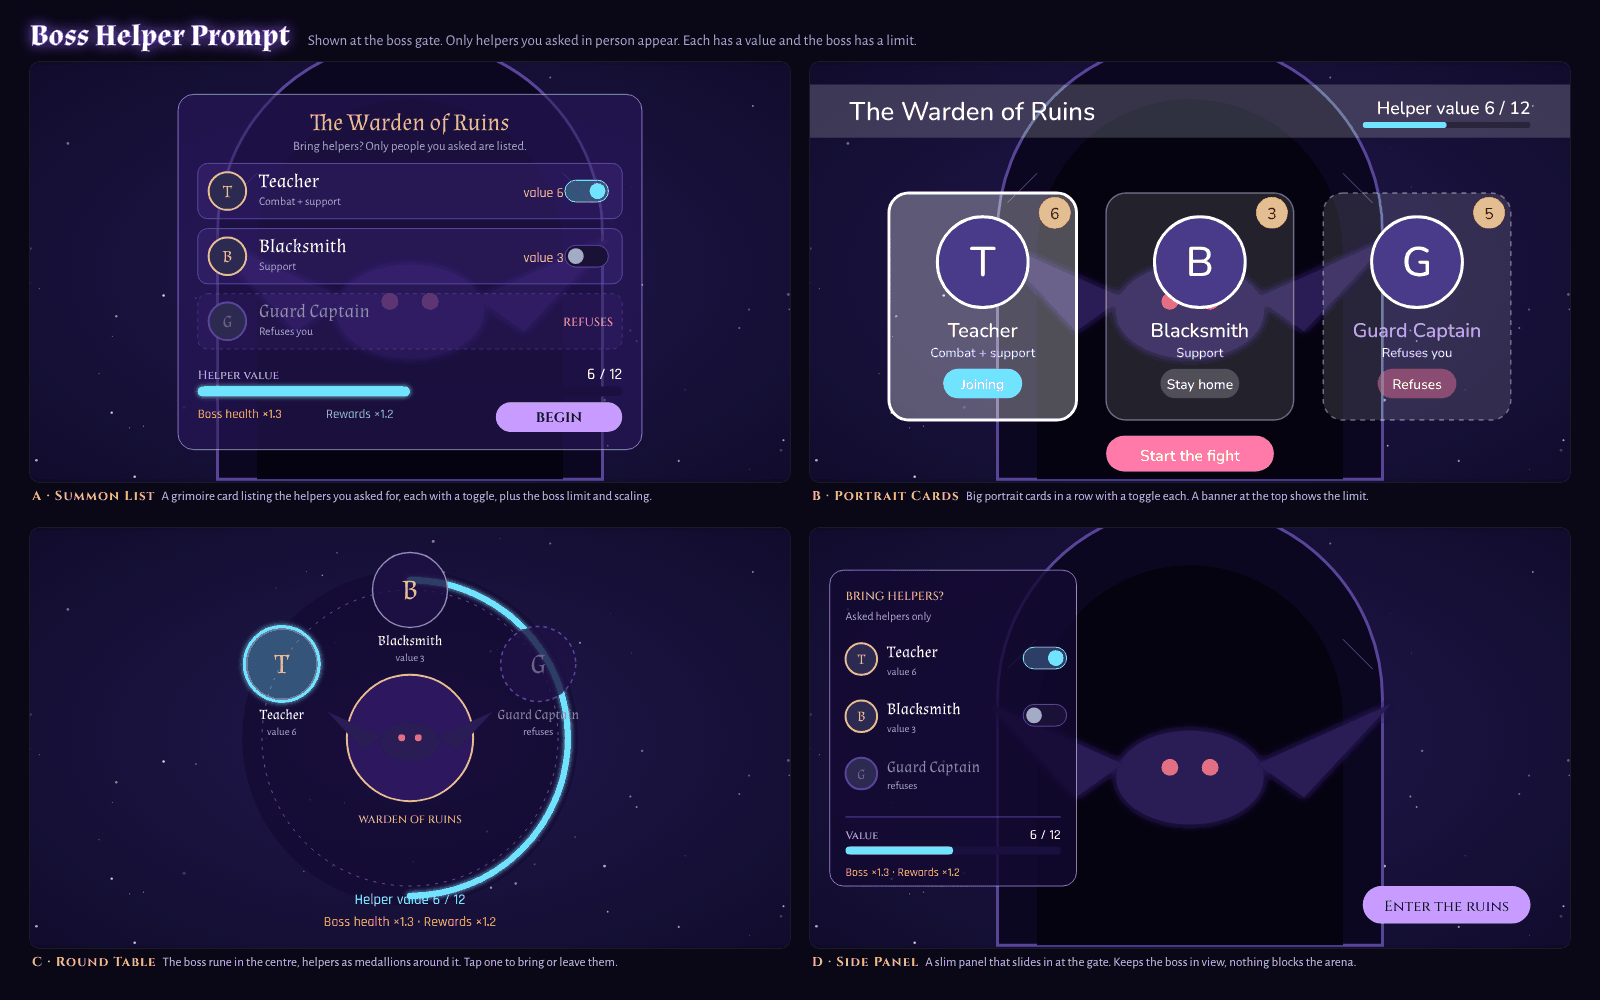 Boss Helper Prompt
Shown at the boss gate. Only helpers you asked in person appear. Each has a value and the boss has a limit.
The Warden of Ruins
Bring helpers? Only people you asked are listed.
T
Teacher
Combat + support
value 6
B
Blacksmith
Support
value 3
G
Guard Captain
Refuses you
REFUSES
Helper value
6 / 12
Boss health ×1.3
Rewards ×1.2
BEGIN
A · Summon List A grimoire card listing the helpers you asked for, each with a toggle, plus the boss limit and scaling.
The Warden of Ruins
Helper value 6 / 12
6
T
Teacher
Combat + support
Joining
3
B
Blacksmith
Support
Stay home
5
G
Guard Captain
Refuses you
Refuses
Start the fight
B · Portrait Cards Big portrait cards in a row with a toggle each. A banner at the top shows the limit.
B
Blacksmith
value 3
T
Teacher
value 6
G
Guard Captain
refuses
WARDEN OF RUINS
Helper value 6 / 12
Boss health ×1.3 · Rewards ×1.2
C · Round Table The boss rune in the centre, helpers as medallions around it. Tap one to bring or leave them.
BRING HELPERS?
Asked helpers only
T
Teacher
value 6
B
Blacksmith
value 3
G
Guard Captain
refuses
Value
6 / 12
Boss ×1.3 · Rewards ×1.2
Enter the ruins
D · Side Panel A slim panel that slides in at the gate. Keeps the boss in view, nothing blocks the arena.